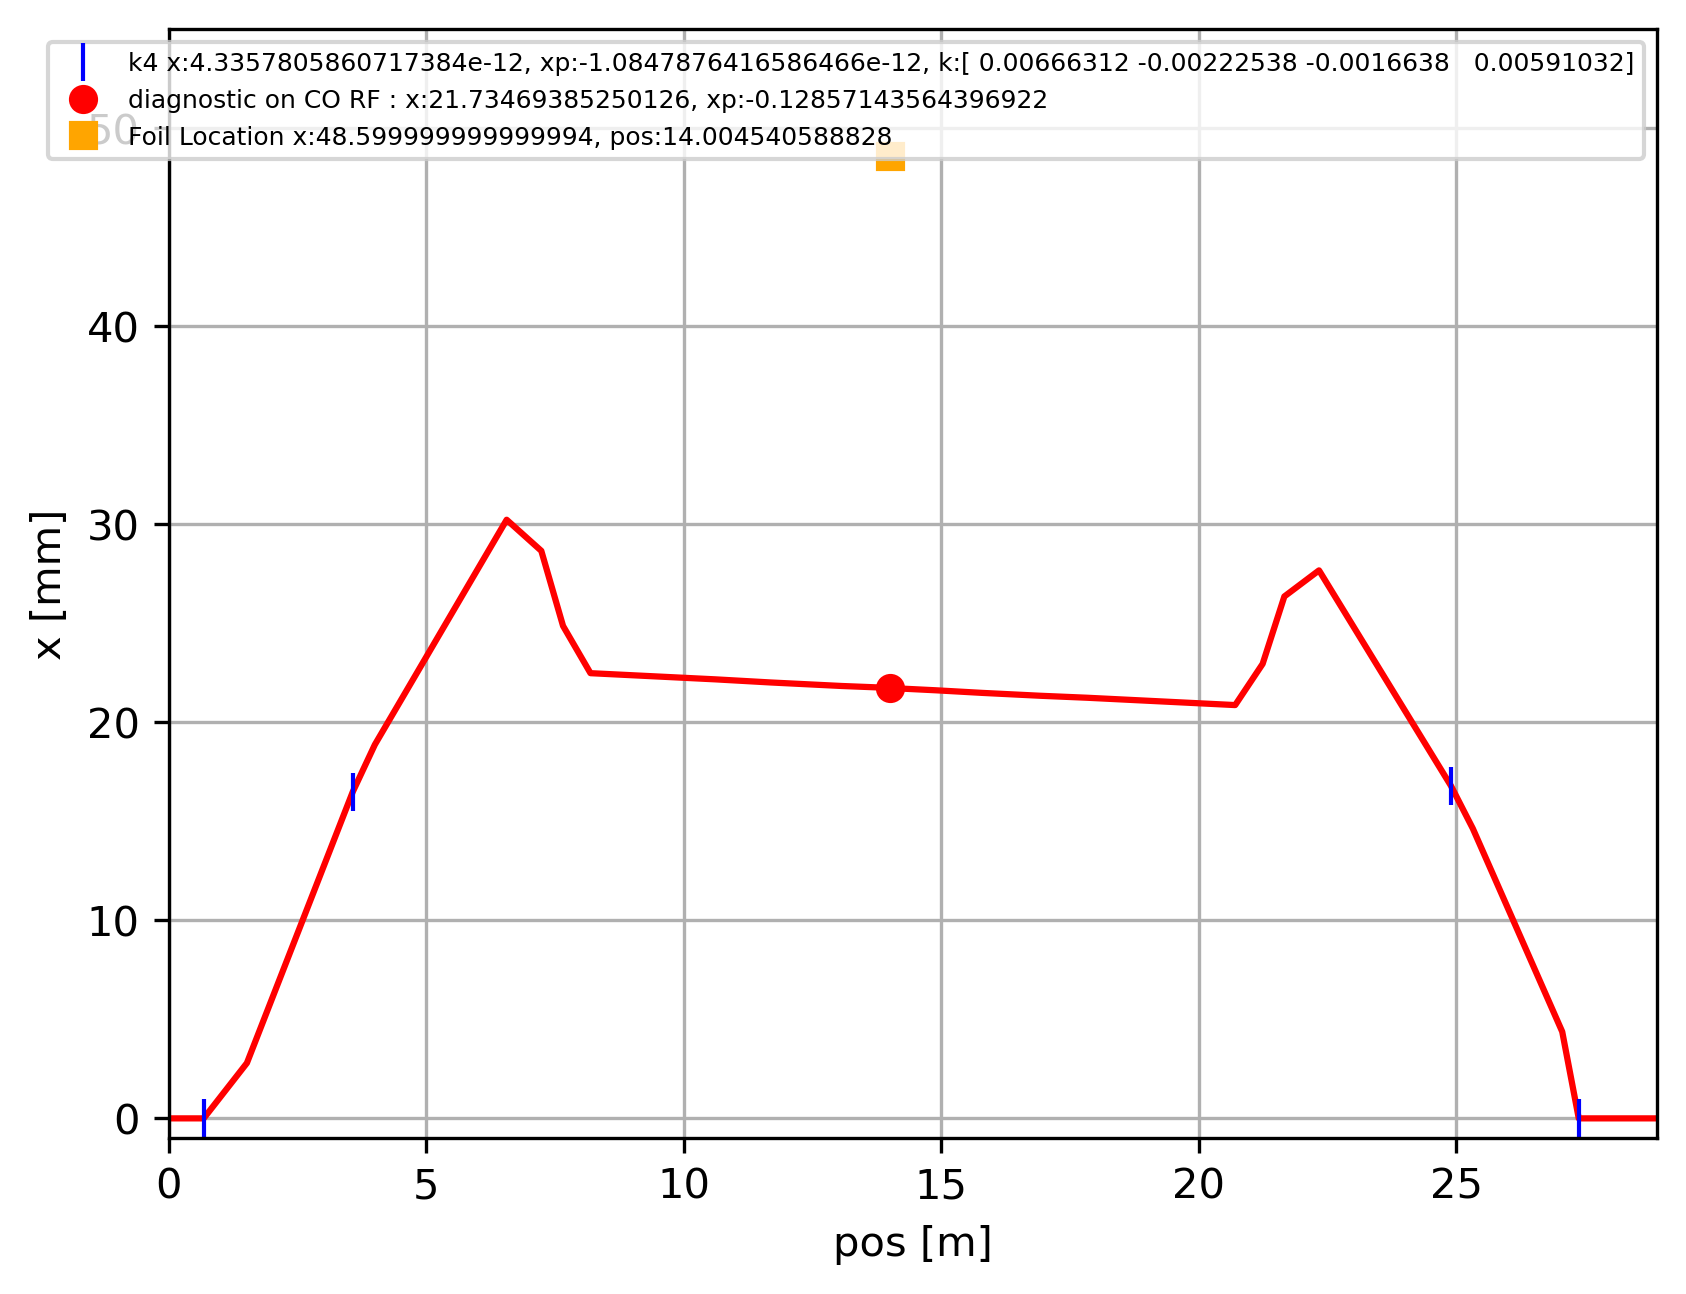 k4 x:4.3357805860717384e-12, xp:-1.0847876416586466e-12, k:[ 0.00666312 -0.00222538 -0.0016638   0.00591032]
diagnostic on CO RF : x:21.73469385250126, xp:-0.12857143564396922
Foil Location x:48.599999999999994, pos:14.004540588828
50
40
30
20
10
0
x [mm]
0 5 10 15 20 25
pos [m]